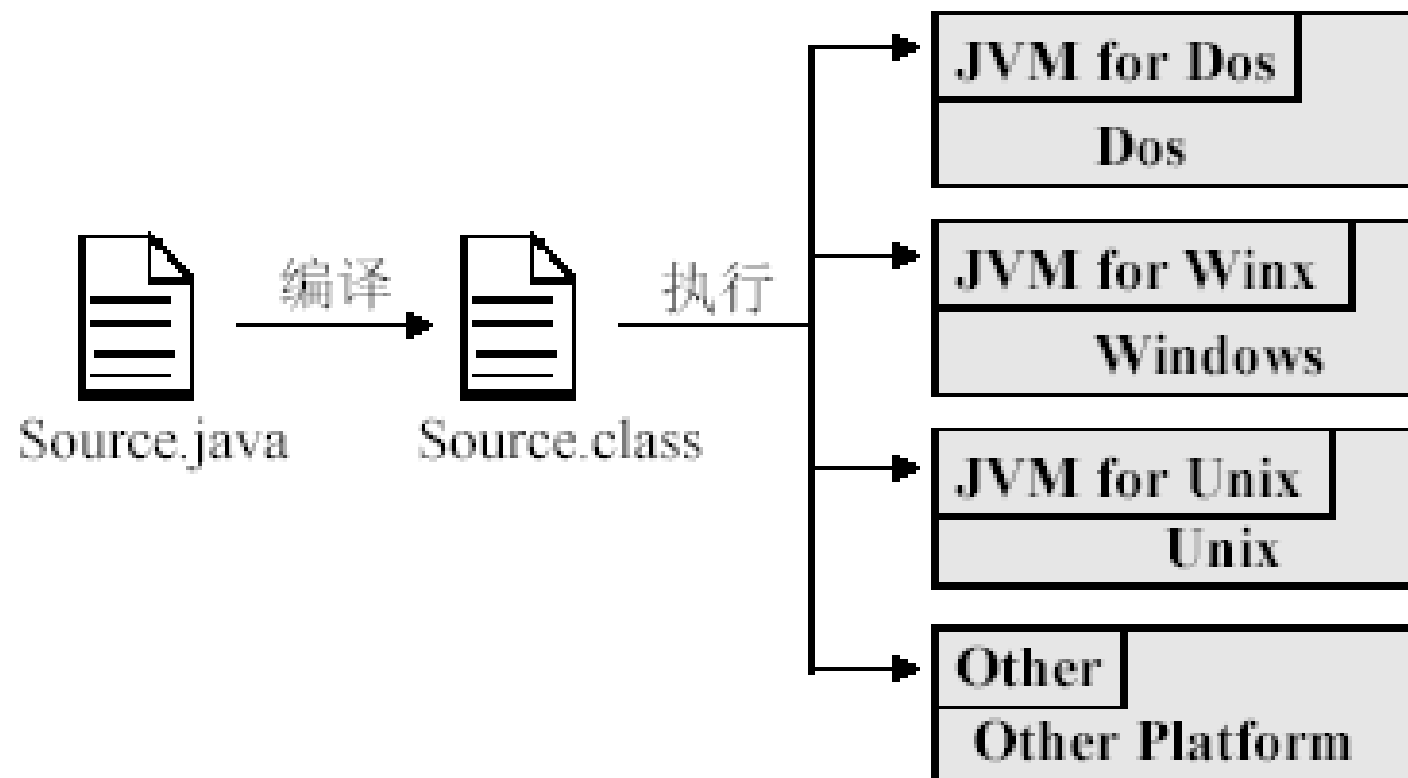 编译
Source.java
执行
Source.class
JVM for Dos
Dos
JVM for Winx
Windows
JVM for Unix
Unix
Other
Other Platform